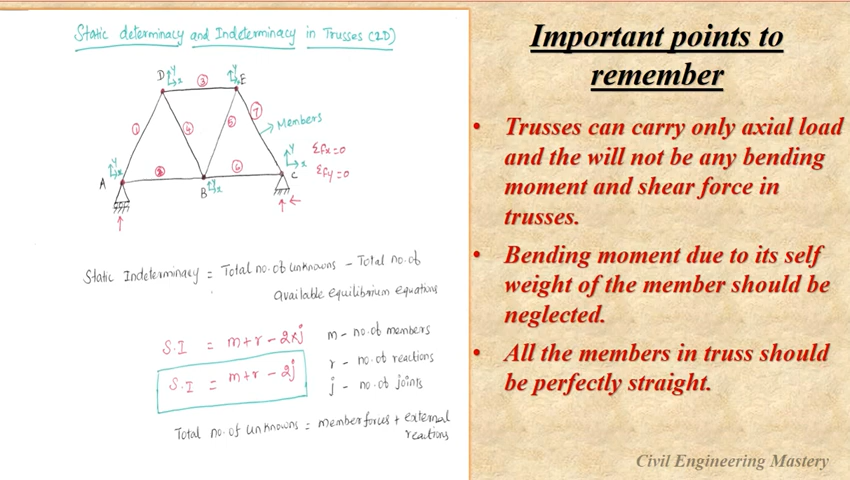 Static determinacy and Indeterminacy in Trusses (2D)
D Y x 3 Y E x
1 4 5 7 Members
Y A x 2 Y B x 6 Y C x
Σfx=0
Σfy=0
Static Indeterminacy = Total no. of unknowns - Total no. of
available equilibrium equations
S.I = m+r - 2xj
m - no. of members
r - no. of reactions
S.I = m+r - 2j
j - no. of joints
Total no. of unknowns = member forces + external
reactions
Important points to
remember
• Trusses can carry only axial load
and the will not be any bending
moment and shear force in
trusses.
• Bending moment due to its self
weight of the member should be
neglected.
• All the members in truss should
be perfectly straight.
Civil Engineering Mastery